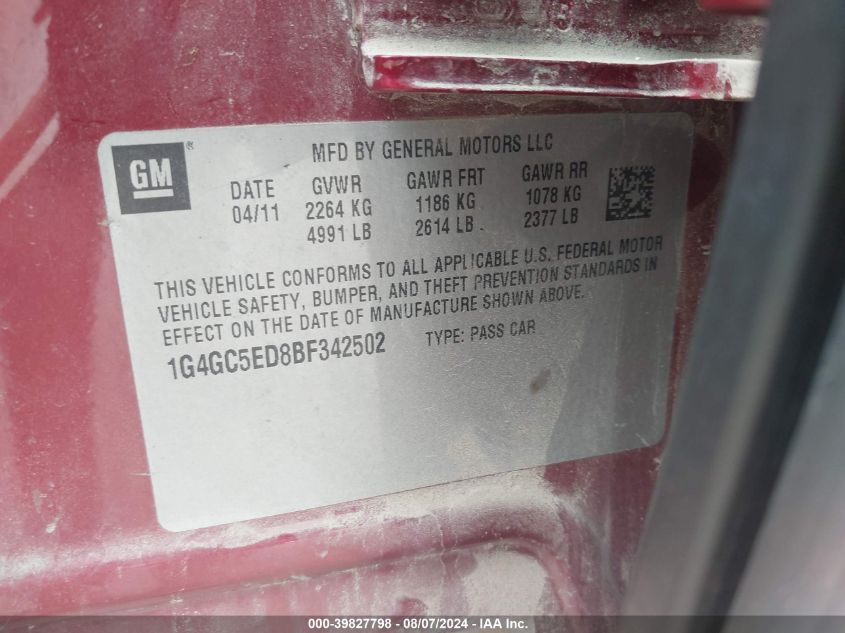 GM ®
MFD BY GENERAL MOTORS LLC
DATE GVWR GAWR FRT GAWR RR
04/11 2264 KG 1186 KG 1078 KG
4991 LB 2614 LB 2377 LB
THIS VEHICLE CONFORMS TO ALL APPLICABLE U.S. FEDERAL MOTOR
VEHICLE SAFETY, BUMPER, AND THEFT PREVENTION STANDARDS IN
EFFECT ON THE DATE OF MANUFACTURE SHOWN ABOVE.
1G4GC5ED8BF342502 TYPE: PASS CAR
000-39827798 - 08/07/2024 - IAA Inc.